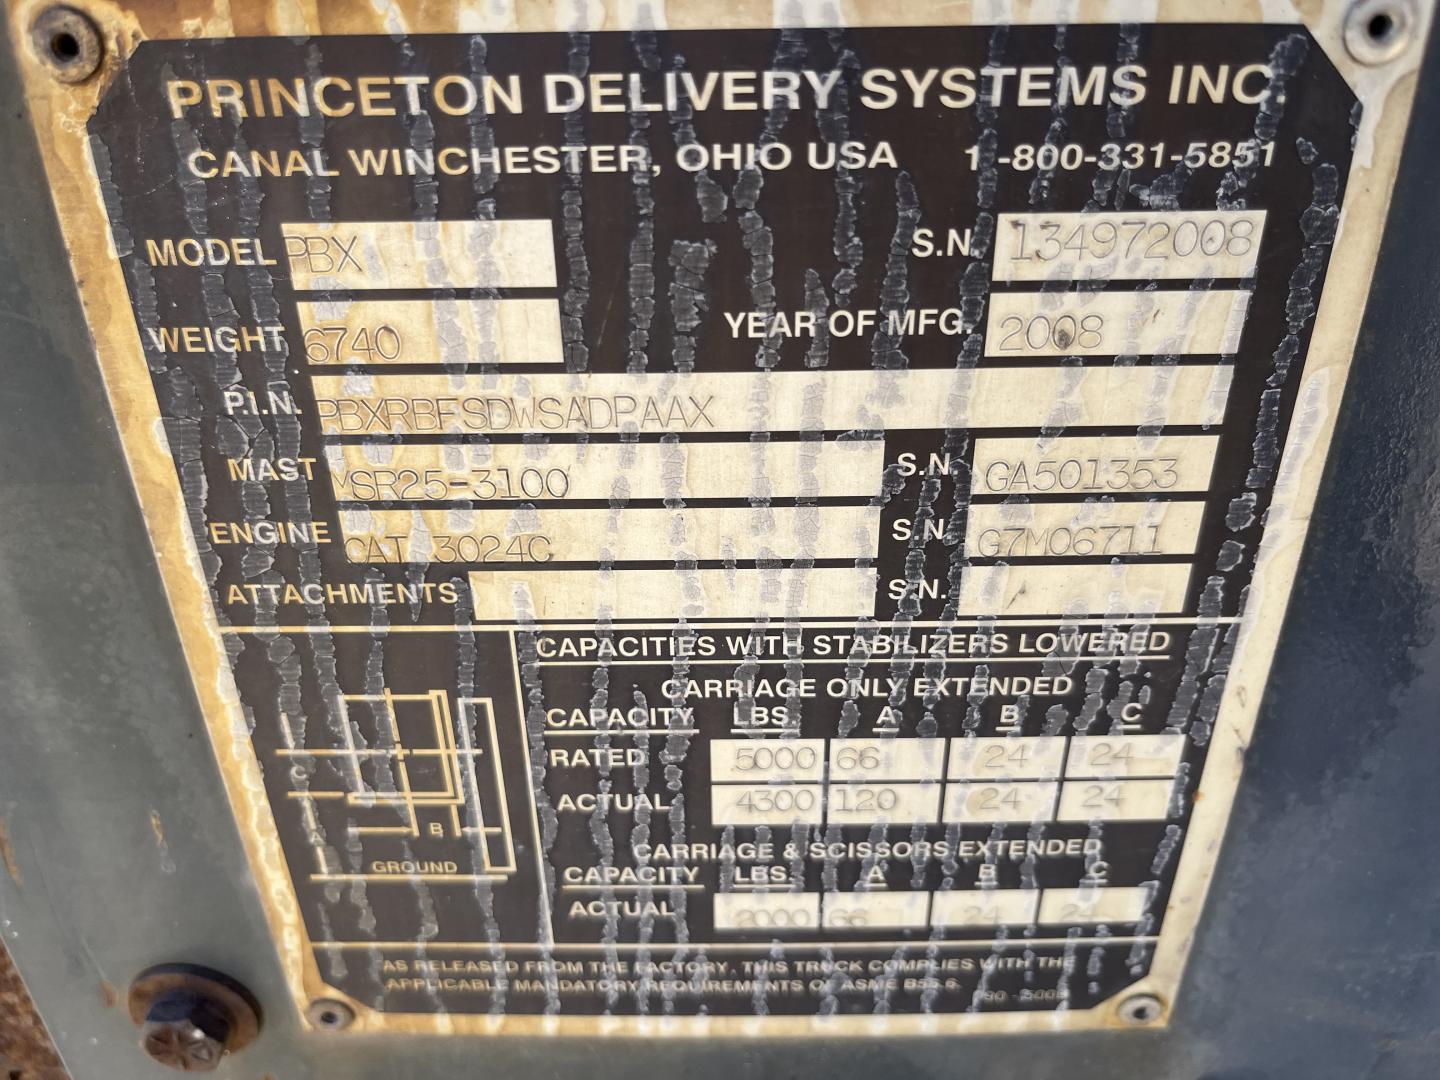 PRINCETON DELIVERY SYSTEMS INC.
CANAL WINCHESTER, OHIO USA 1-800-331-5851
MODEL PBX S.N. 134972008
WEIGHT 6740 YEAR OF MFG. 2008
P.I.N. PBXRBFSDWSADPAAX
MAST MSR25-3100 S.N. GA501353
ENGINE CAT 3024C S.N. G7M06711
ATTACHMENTS S.N.
CAPACITIES WITH STABILIZERS LOWERED
CARRIAGE ONLY EXTENDED
CAPACITY LBS. A B C
RATED 5000 66 24 24
ACTUAL 4300 120 24 24
CARRIAGE & SCISSORS EXTENDED
CAPACITY LBS. A B C
ACTUAL 2000 66 24 24
C
A
B
GROUND
AS RELEASED FROM THE FACTORY, THIS TRUCK COMPLIES WITH THE
APPLICABLE MANDATORY REQUIREMENTS OF ASME B56.6.